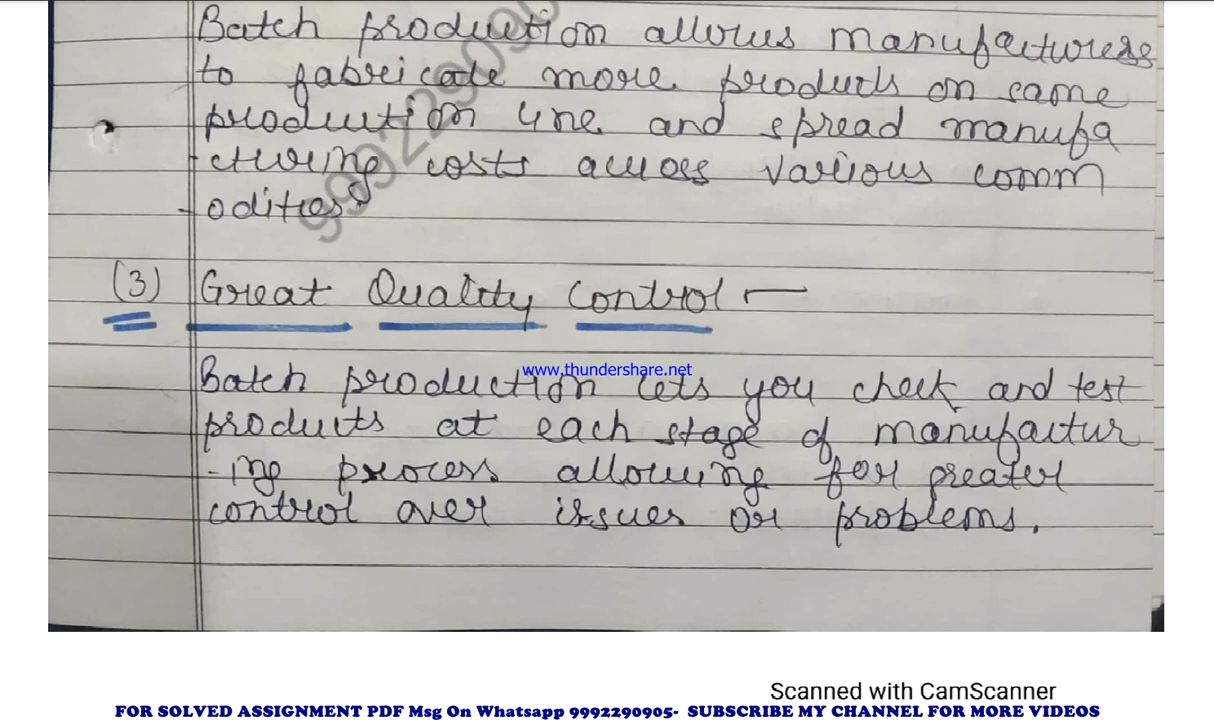 Batch production allows manufacturers
to fabricate more products on same
production line and spread manufa
cturing costs across various comm
odities.
(3) Great Quality Control -
www.thundershare.net
Batch production lets you check and test
products at each stage of manufactur
-ing process allowing for greater
control over issues or problems.
Scanned with CamScanner
FOR SOLVED ASSIGNMENT PDF Msg On Whatsapp 9992290905- SUBSCRIBE MY CHANNEL FOR MORE VIDEOS